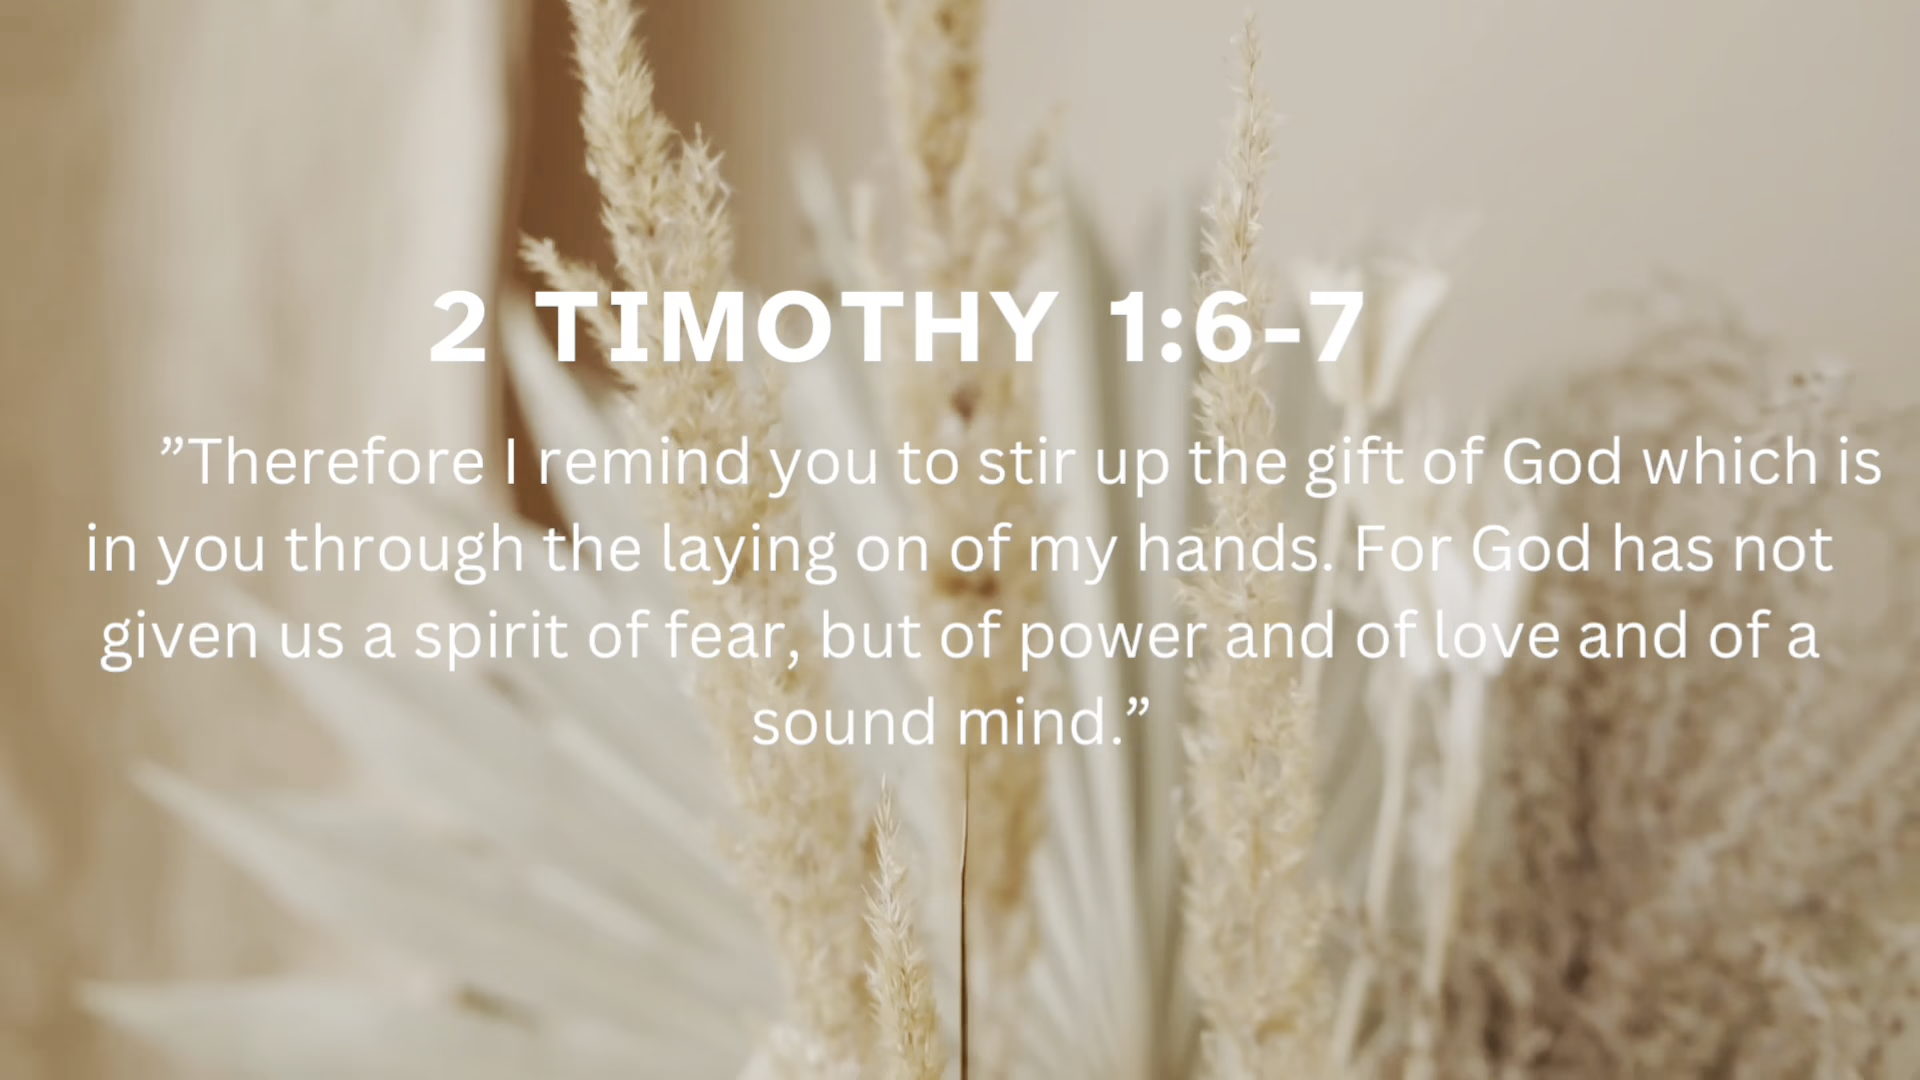 2 TIMOTHY 1:6-7
”Therefore I remind you to stir up the gift of God which is
in you through the laying on of my hands. For God has not
given us a spirit of fear, but of power and of love and of a
sound mind.”